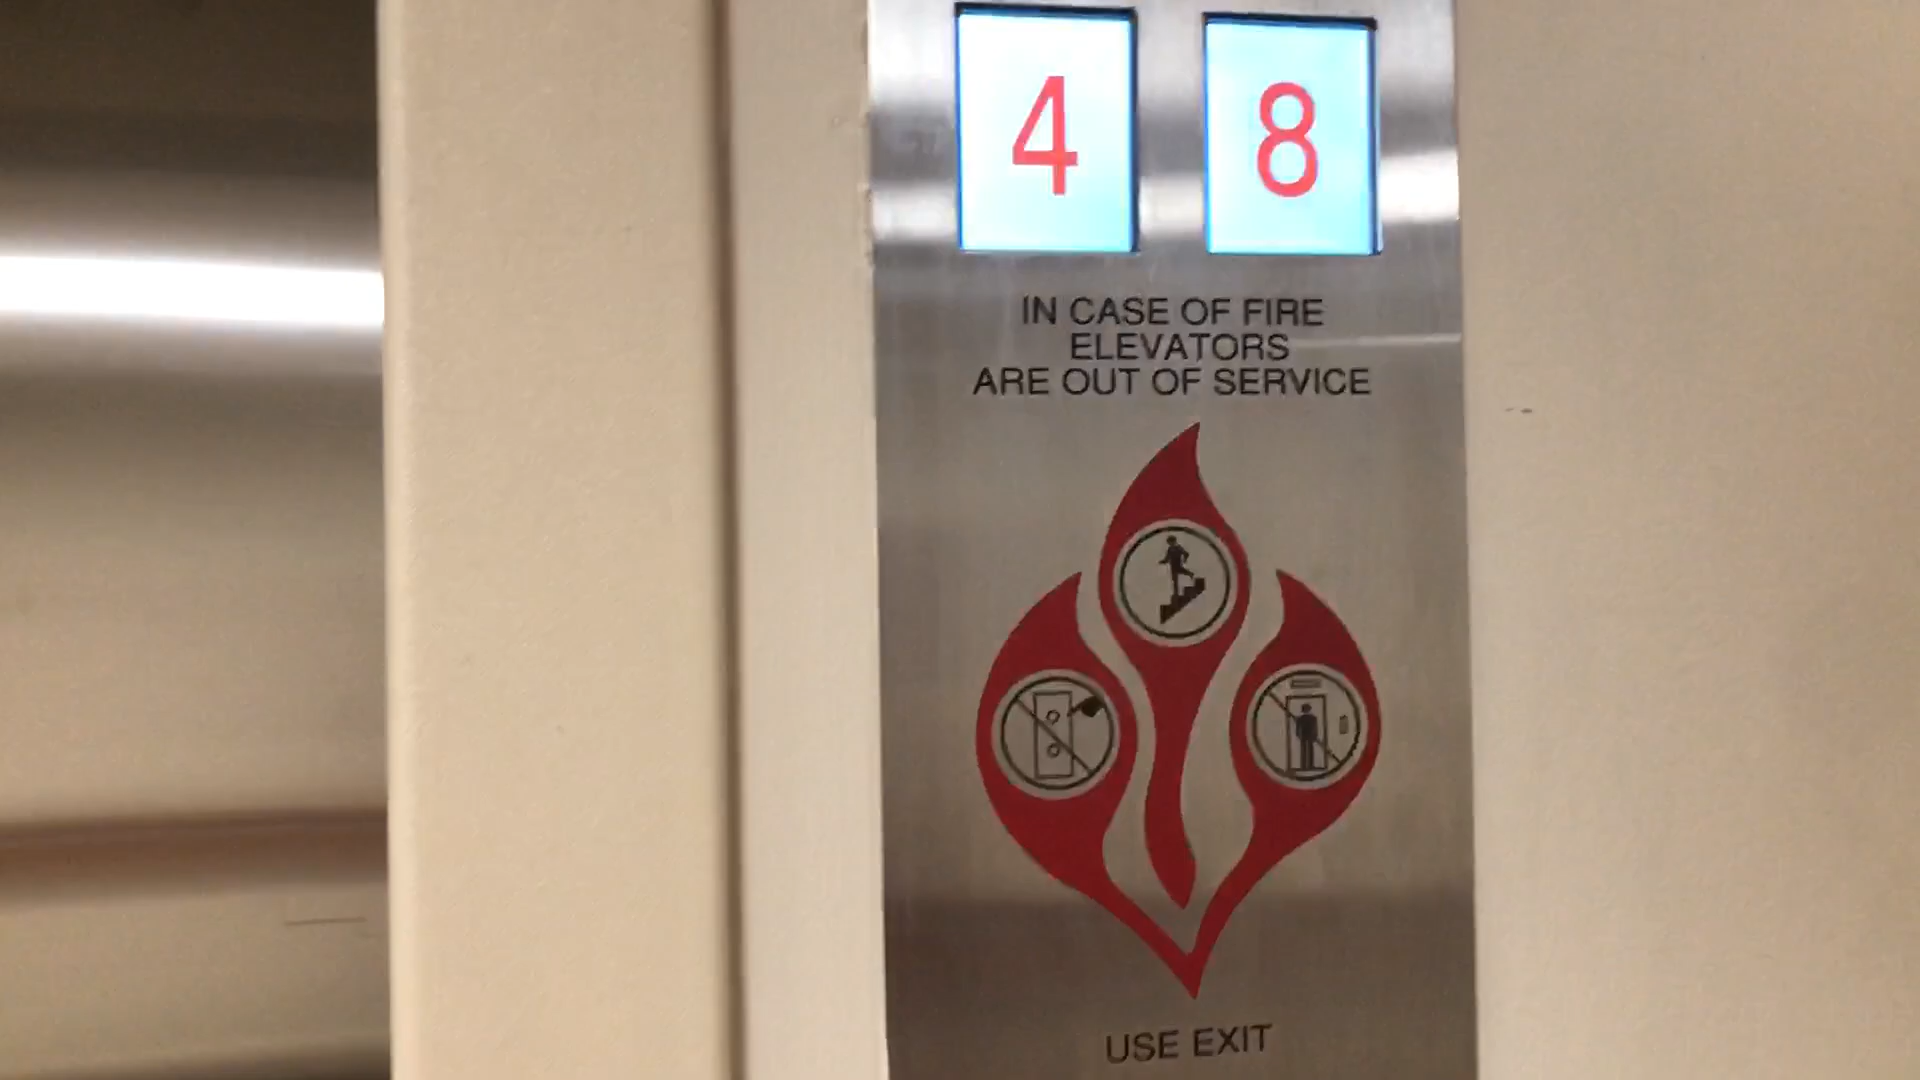 4 8
IN CASE OF FIRE
ELEVATORS
ARE OUT OF SERVICE
USE EXIT